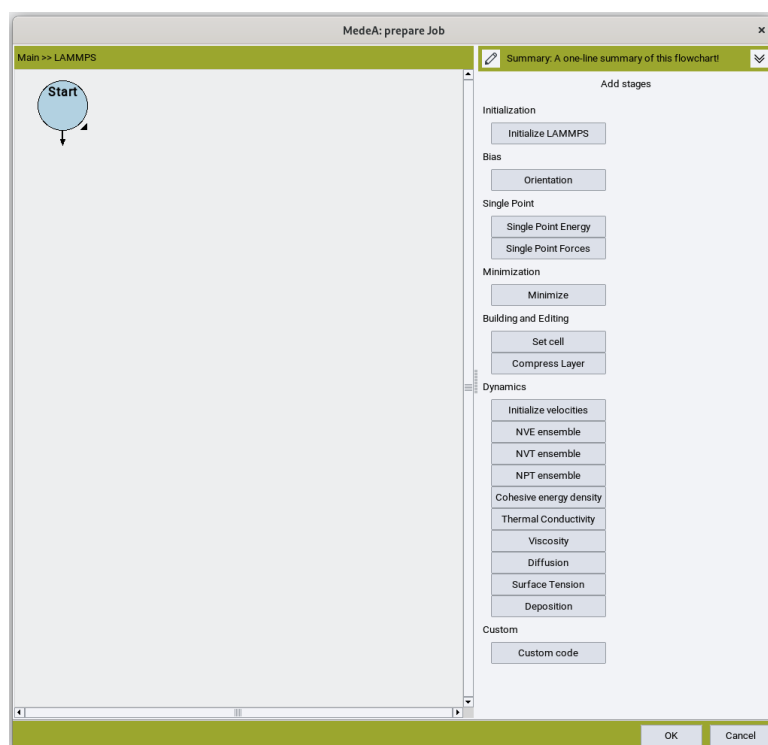 MedeA: prepare Job
×
Main >> LAMMPS
Summary: A one-line summary of this flowchart!
Start
Add stages
Initialization
Initialize LAMMPS
Bias
Orientation
Single Point
Single Point Energy
Single Point Forces
Minimization
Minimize
Building and Editing
Set cell
Compress Layer
Dynamics
Initialize velocities
NVE ensemble
NVT ensemble
NPT ensemble
Cohesive energy density
Thermal Conductivity
Viscosity
Diffusion
Surface Tension
Deposition
Custom
Custom code
OK
Cancel